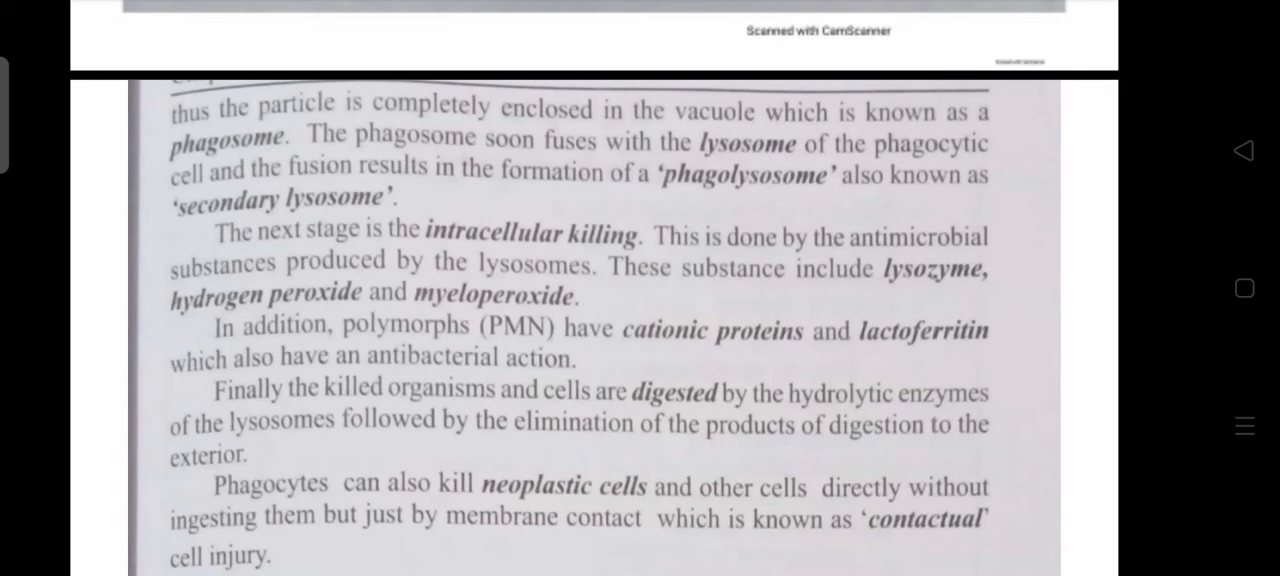 Scanned with CamScanner
thus the particle is completely enclosed in the vacuole which is known as a
phagosome. The phagosome soon fuses with the lysosome of the phagocytic
cell and the fusion results in the formation of a ‘phagolysosome’ also known as
‘secondary lysosome’.
The next stage is the intracellular killing. This is done by the antimicrobial
substances produced by the lysosomes. These substance include lysozyme,
hydrogen peroxide and myeloperoxide.
In addition, polymorphs (PMN) have cationic proteins and lactoferritin
which also have an antibacterial action.
Finally the killed organisms and cells are digested by the hydrolytic enzymes
of the lysosomes followed by the elimination of the products of digestion to the
exterior.
Phagocytes can also kill neoplastic cells and other cells directly without
ingesting them but just by membrane contact which is known as ‘contactual’
cell injury.